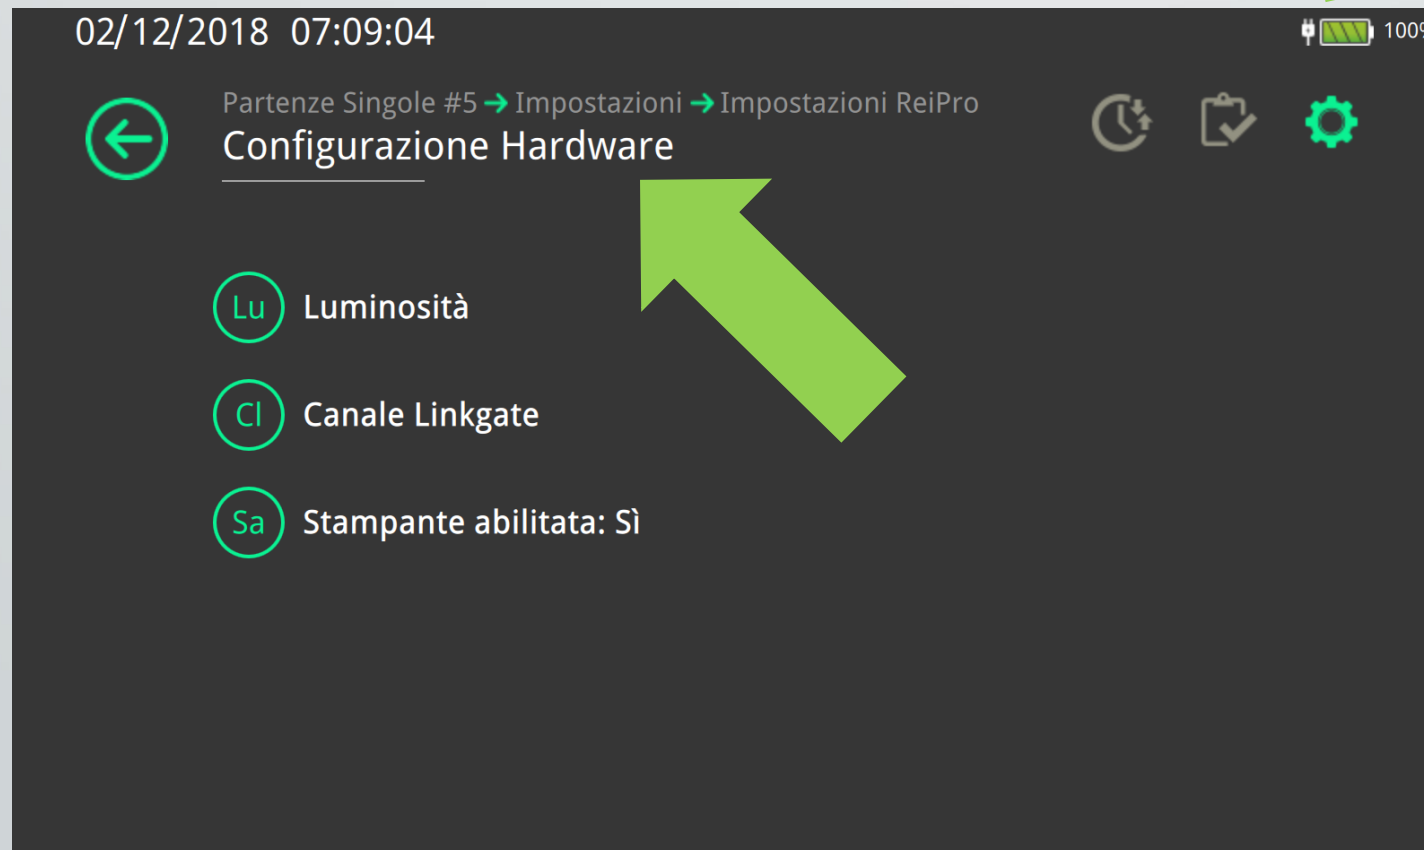 02/12/2018 07:09:04
100%
Partenze Singole #5 → Impostazioni → Impostazioni ReiPro
Configurazione Hardware
Lu Luminosità
Cl Canale Linkgate
Sa Stampante abilitata: Sì